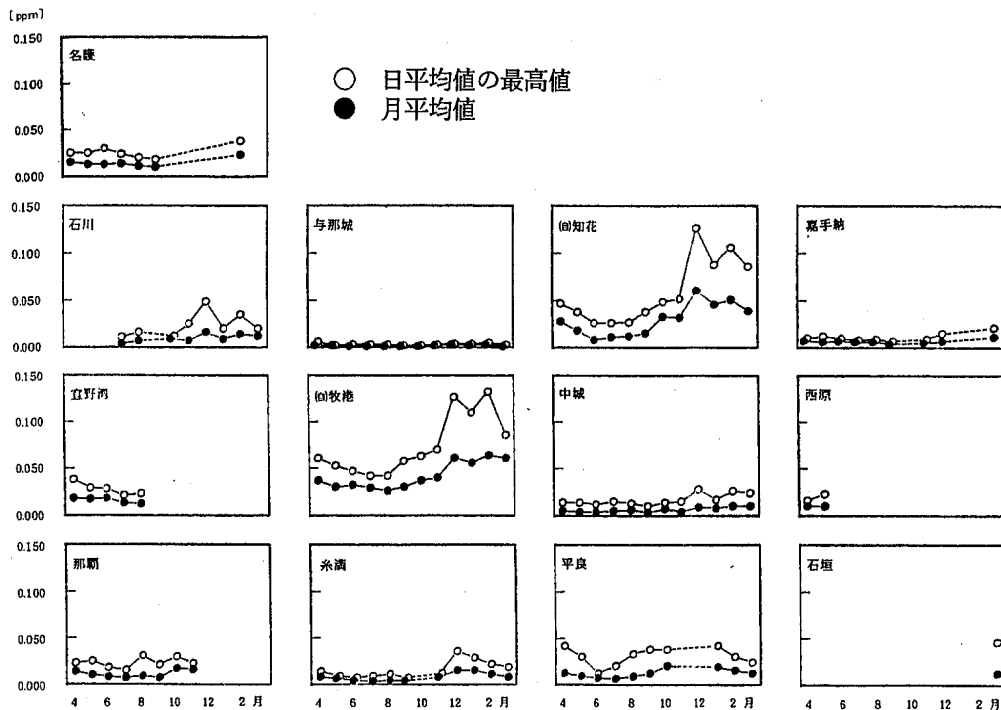 [ppm]
0.150
名護
0.100
○ 日平均値の最高値
● 月平均値
0.050
0.000
0.150
石川
与那城
(自)知花
嘉手納
0.100
0.050
0.000
0.150
宜野湾
(自)牧港
中城
西原
0.100
0.050
0.000
0.150
那覇
糸満
平良
石垣
0.100
0.050
0.000
4 6 8 10 12 2 月
4 6 8 10 12 2 月
4 6 8 10 12 2 月
4 6 8 10 12 2 月